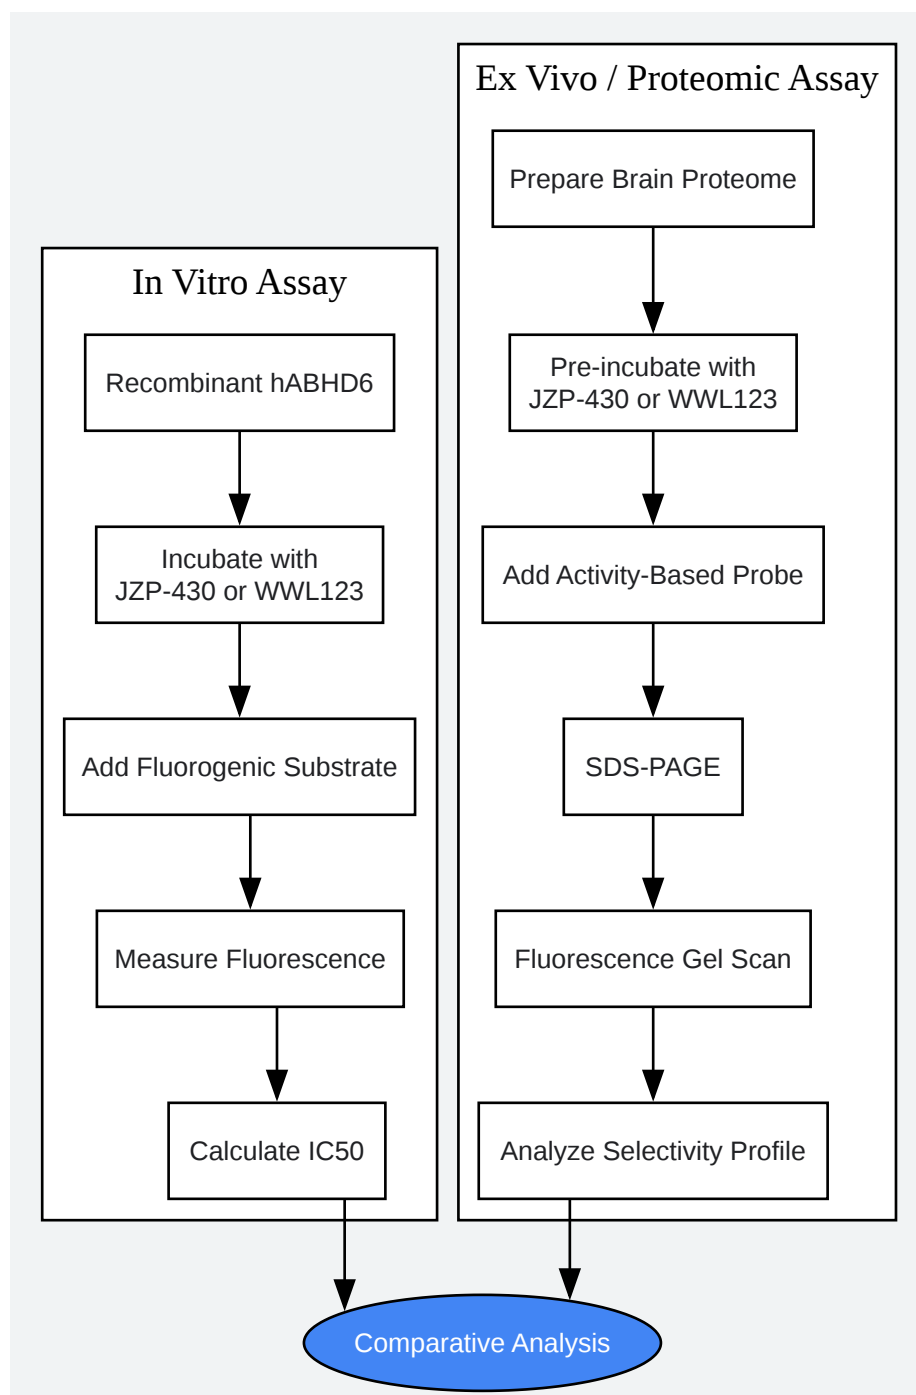 In Vitro Assay
Recombinant hABHD6
Incubate with
JZP-430 or WWL123
Add Fluorogenic Substrate
Measure Fluorescence
Calculate IC50
Ex Vivo / Proteomic Assay
Prepare Brain Proteome
Pre-incubate with
JZP-430 or WWL123
Add Activity-Based Probe
SDS-PAGE
Fluorescence Gel Scan
Analyze Selectivity Profile
Comparative Analysis